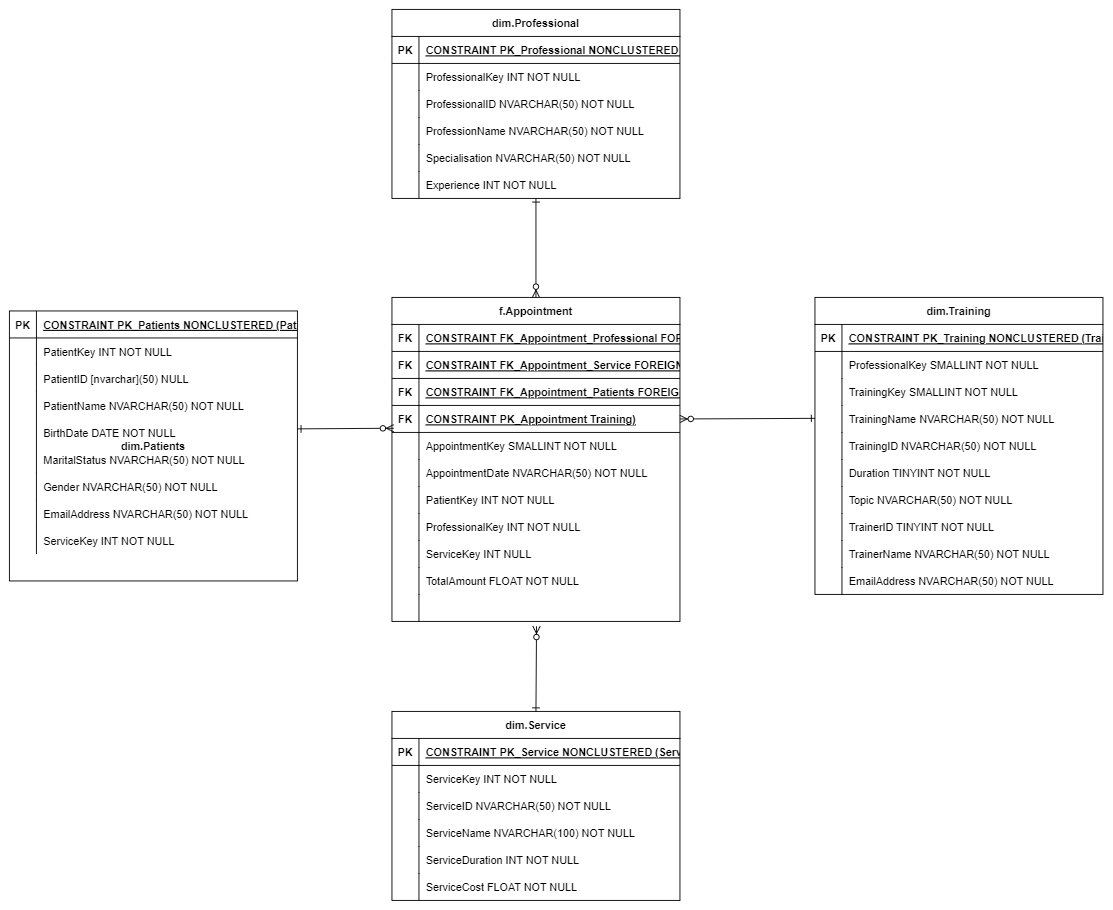 dim.Professional
PK CONSTRAINT PK_Professional NONCLUSTERED
ProfessionalKey INT NOT NULL
ProfessionalID NVARCHAR(50) NOT NULL
ProfessionName NVARCHAR(50) NOT NULL
Specialisation NVARCHAR(50) NOT NULL
Experience INT NOT NULL
PK CONSTRAINT PK_Patients NONCLUSTERED (Pat
PatientKey INT NOT NULL
PatientID [nvarchar](50) NULL
PatientName NVARCHAR(50) NOT NULL
BirthDate DATE NOT NULL
dim.Patients
MaritalStatus NVARCHAR(50) NOT NULL
Gender NVARCHAR(50) NOT NULL
EmailAddress NVARCHAR(50) NOT NULL
ServiceKey INT NOT NULL
f.Appointment
FK CONSTRAINT FK_Appointment_Professional FOR
FK CONSTRAINT FK_Appointment_Service FOREIGN
FK CONSTRAINT FK_Appointment_Patients FOREIG
FK CONSTRAINT PK_Appointment Training)
AppointmentKey SMALLINT NOT NULL
AppointmentDate NVARCHAR(50) NOT NULL
PatientKey INT NOT NULL
ProfessionalKey INT NOT NULL
ServiceKey INT NULL
TotalAmount FLOAT NOT NULL
dim.Training
PK CONSTRAINT PK_Training NONCLUSTERED (Trai
ProfessionalKey SMALLINT NOT NULL
TrainingKey SMALLINT NOT NULL
TrainingName NVARCHAR(50) NOT NULL
TrainingID NVARCHAR(50) NOT NULL
Duration TINYINT NOT NULL
Topic NVARCHAR(50) NOT NULL
TrainerID TINYINT NOT NULL
TrainerName NVARCHAR(50) NOT NULL
EmailAddress NVARCHAR(50) NOT NULL
dim.Service
PK CONSTRAINT PK_Service NONCLUSTERED (Serv
ServiceKey INT NOT NULL
ServiceID NVARCHAR(50) NOT NULL
ServiceName NVARCHAR(100) NOT NULL
ServiceDuration INT NOT NULL
ServiceCost FLOAT NOT NULL